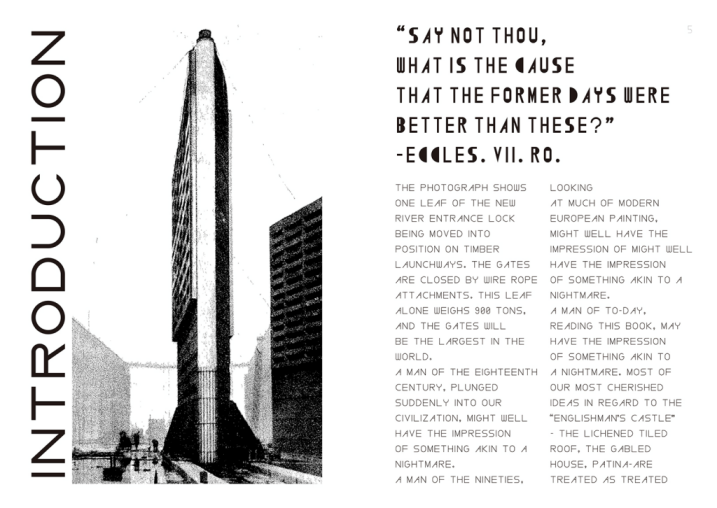 INTRODUCTION
5
“SAY NOT THOU,
WHAT IS THE CAUSE
THAT THE FORMER DAYS WERE
BETTER THAN THESE?”
-ECCLES. VII. RO.
THE PHOTOGRAPH SHOWS
ONE LEAF OF THE NEW
RIVER ENTRANCE LOCK
BEING MOVED INTO
POSITION ON TIMBER
LAUNCHWAYS. THE GATES
ARE CLOSED BY WIRE ROPE
ATTACHMENTS. THIS LEAF
ALONE WEIGHS 900 TONS,
AND THE GATES WILL
BE THE LARGEST IN THE
WORLD.
A MAN OF THE EIGHTEENTH
CENTURY, PLUNGED
SUDDENLY INTO OUR
CIVILIZATION, MIGHT WELL
HAVE THE IMPRESSION
OF SOMETHING AKIN TO A
NIGHTMARE.
A MAN OF THE NINETIES,
LOOKING
AT MUCH OF MODERN
EUROPEAN PAINTING,
MIGHT WELL HAVE THE
IMPRESSION OF MIGHT WELL
HAVE THE IMPRESSION
OF SOMETHING AKIN TO A
NIGHTMARE.
A MAN OF TO-DAY,
READING THIS BOOK, MAY
HAVE THE IMPRESSION
OF SOMETHING AKIN TO
A NIGHTMARE. MOST OF
OUR MOST CHERISHED
IDEAS IN REGARD TO THE
“ENGLISHMAN'S CASTLE”
- THE LICHENED TILED
ROOF, THE GABLED
HOUSE, PATINA-ARE
TREATED AS TREATED